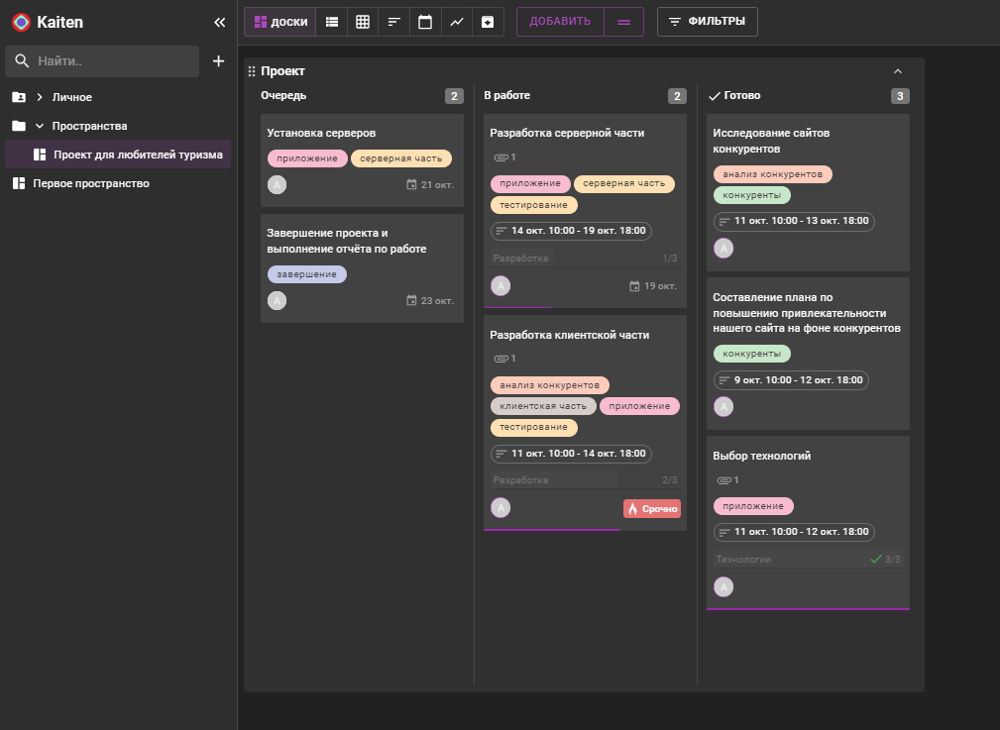 Kaiten
Найти..
Личное
Пространства
Проект для любителей туризма
Первое пространство
ДОСКИ
ДОБАВИТЬ
ФИЛЬТРЫ
Проект
Очередь 2
Установка серверов
приложение серверная часть
А 21 окт.
Завершение проекта и
выполнение отчёта по работе
завершение
А 23 окт.
В работе 2
Разработка серверной части
1
приложение серверная часть
тестирование
14 окт. 10:00 - 19 окт. 18:00
Разработка 1/3
А 19 окт.
Разработка клиентской части
1
анализ конкурентов
клиентская часть приложение
тестирование
11 окт. 10:00 - 14 окт. 18:00
Разработка 2/3
А Срочно
Готово 3
Исследование сайтов
конкурентов
анализ конкурентов
конкуренты
11 окт. 10:00 - 13 окт. 18:00
А
Составление плана по
повышению привлекательности
нашего сайта на фоне конкурентов
конкуренты
9 окт. 10:00 - 12 окт. 18:00
А
Выбор технологий
1
приложение
11 окт. 10:00 - 12 окт. 18:00
Технологии 3/3
А